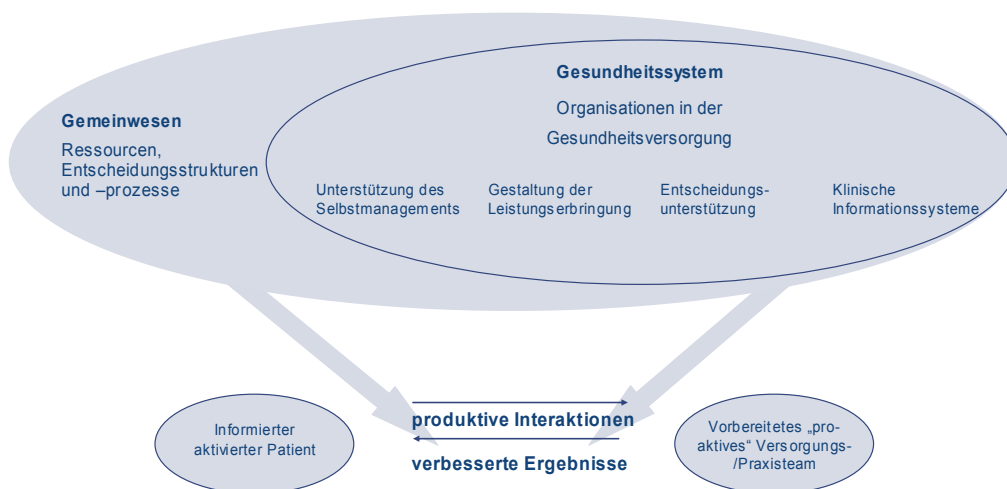 Gesundheitssystem
Organisationen in der
Gesundheitsversorgung
Gemeinwesen
Ressourcen,
Entscheidungsstrukturen
und –prozesse
Unterstützung des
Selbstmanagements
Gestaltung der
Leistungserbringung
Entscheidungs-
unterstützung
Klinische
Informationssysteme
Informierter
aktivierter Patient
produktive Interaktionen
verbesserte Ergebnisse
Vorbereitetes „pro-
aktives“ Versorgungs-
/Praxisteam